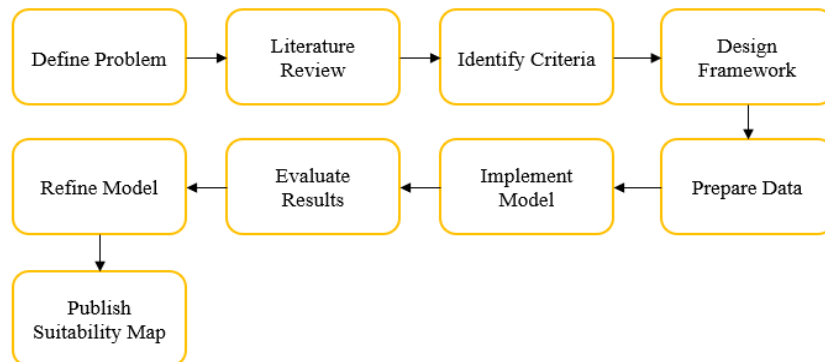 Define Problem
Literature
Review
Identify Criteria
Design
Framework
Prepare Data
Implement
Model
Evaluate
Results
Refine Model
Publish
Suitability Map